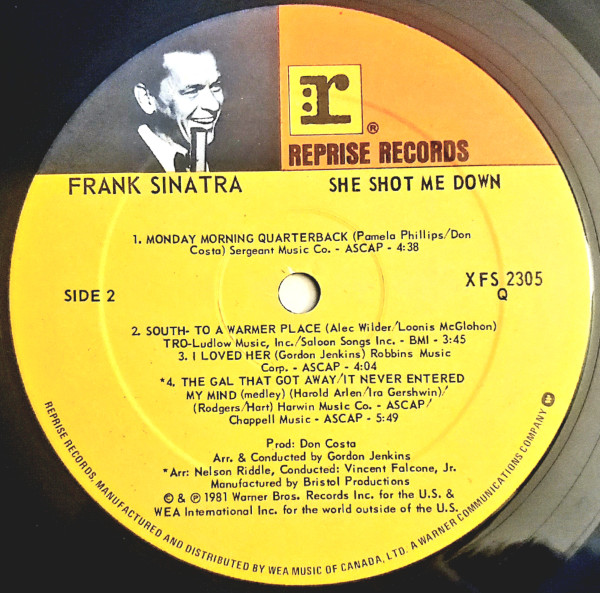 r
®
REPRISE RECORDS
FRANK SINATRA
SHE SHOT ME DOWN
1. MONDAY MORNING QUARTERBACK (Pamela Phillips/Don
Costa) Sergeant Music Co. - ASCAP - 4:38
SIDE 2
XFS 2305
Q
2. SOUTH- TO A WARMER PLACE (Alec Wilder/Loonis McGlohon)
TRO-Ludlow Music, Inc./Saloon Songs Inc. - BMI - 3:45
3. I LOVED HER (Gordon Jenkins) Robbins Music
Corp. - ASCAP - 4:04
*4. THE GAL THAT GOT AWAY/IT NEVER ENTERED
MY MIND (medley) (Harold Arlen/Ira Gershwin)/
(Rodgers/Hart) Harwin Music Co. - ASCAP/
Chappell Music - ASCAP - 5:49
Prod: Don Costa
Arr. & Conducted by Gordon Jenkins
*Arr: Nelson Riddle, Conducted: Vincent Falcone, Jr.
Manufactured by Bristol Productions
© & ℗ 1981 Warner Bros. Records Inc. for the U.S. &
WEA International Inc. for the world outside of the U.S.
REPRISE RECORDS, MANUFACTURED AND DISTRIBUTED BY WEA MUSIC OF CANADA, LTD. A WARNER COMMUNICATIONS COMPANY